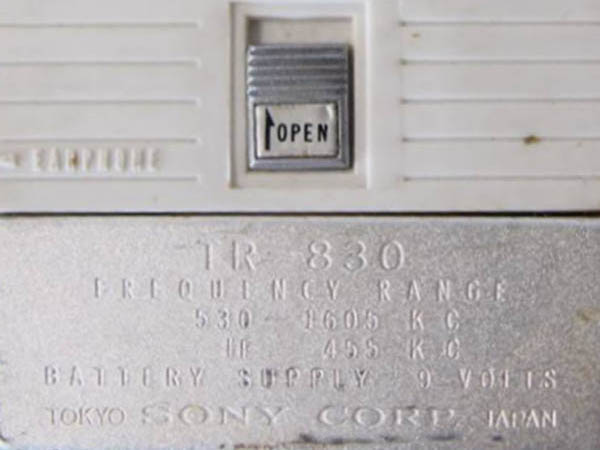 OPEN
EARPHONE
TR-830
FREQUENCY RANGE
530-1605 KC
IF 455 KC
BATTERY SUPPLY 9 VOLTS
TOKYO SONY CORP. JAPAN